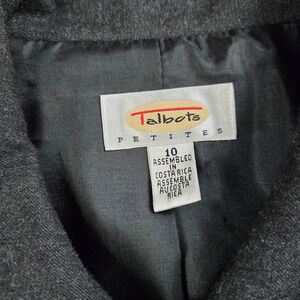 Talbots
PETITES
10
ASSEMBLED
IN
COSTA RICA
ASSEMBLE
AU COSTA
RICA